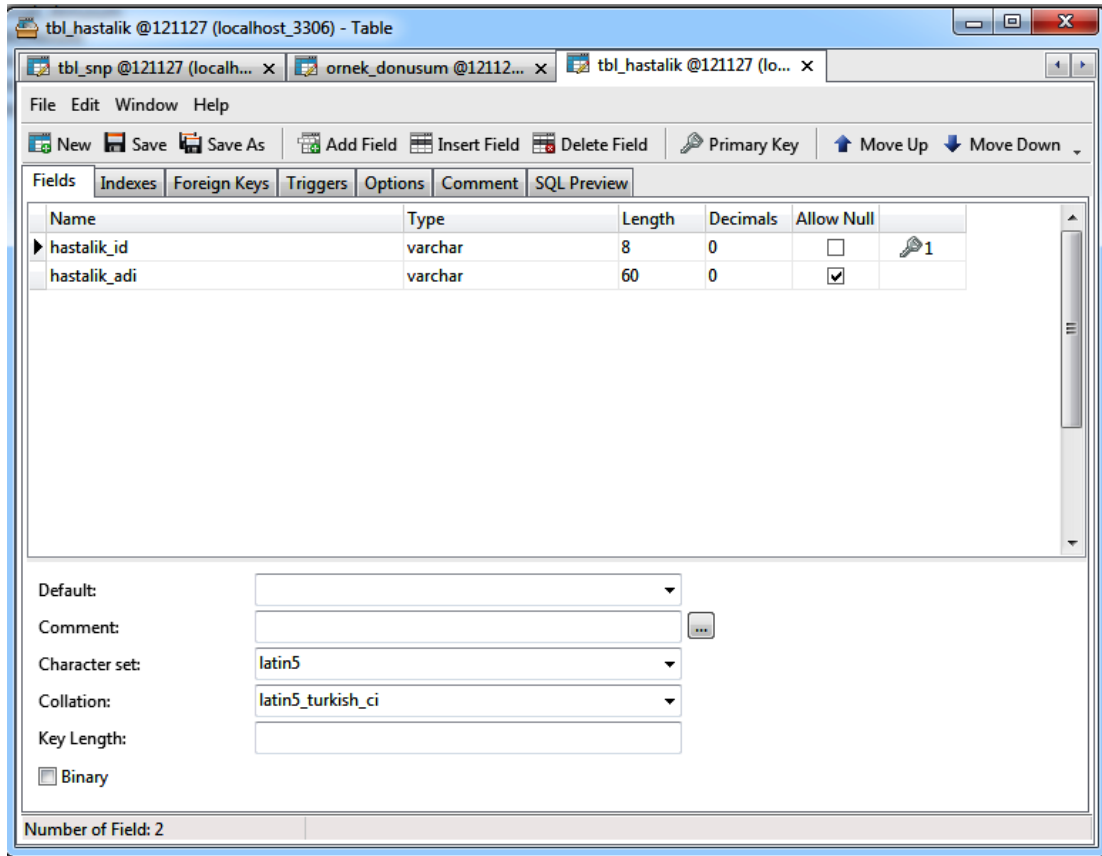 tbl_hastalik @121127 (localhost_3306) - Table
tbl_snp @121127 (localh... ornek_donusum @12112... tbl_hastalik @121127 (lo...
File Edit Window Help
New Save Save As Add Field Insert Field Delete Field Primary Key Move Up Move Down
Fields Indexes Foreign Keys Triggers Options Comment SQL Preview
Name Type Length Decimals Allow Null
hastalik_id varchar 8 0 1
hastalik_adi varchar 60 0
Default:
Comment: ...
Character set: latin5
Collation: latin5_turkish_ci
Key Length:
Binary
Number of Field: 2